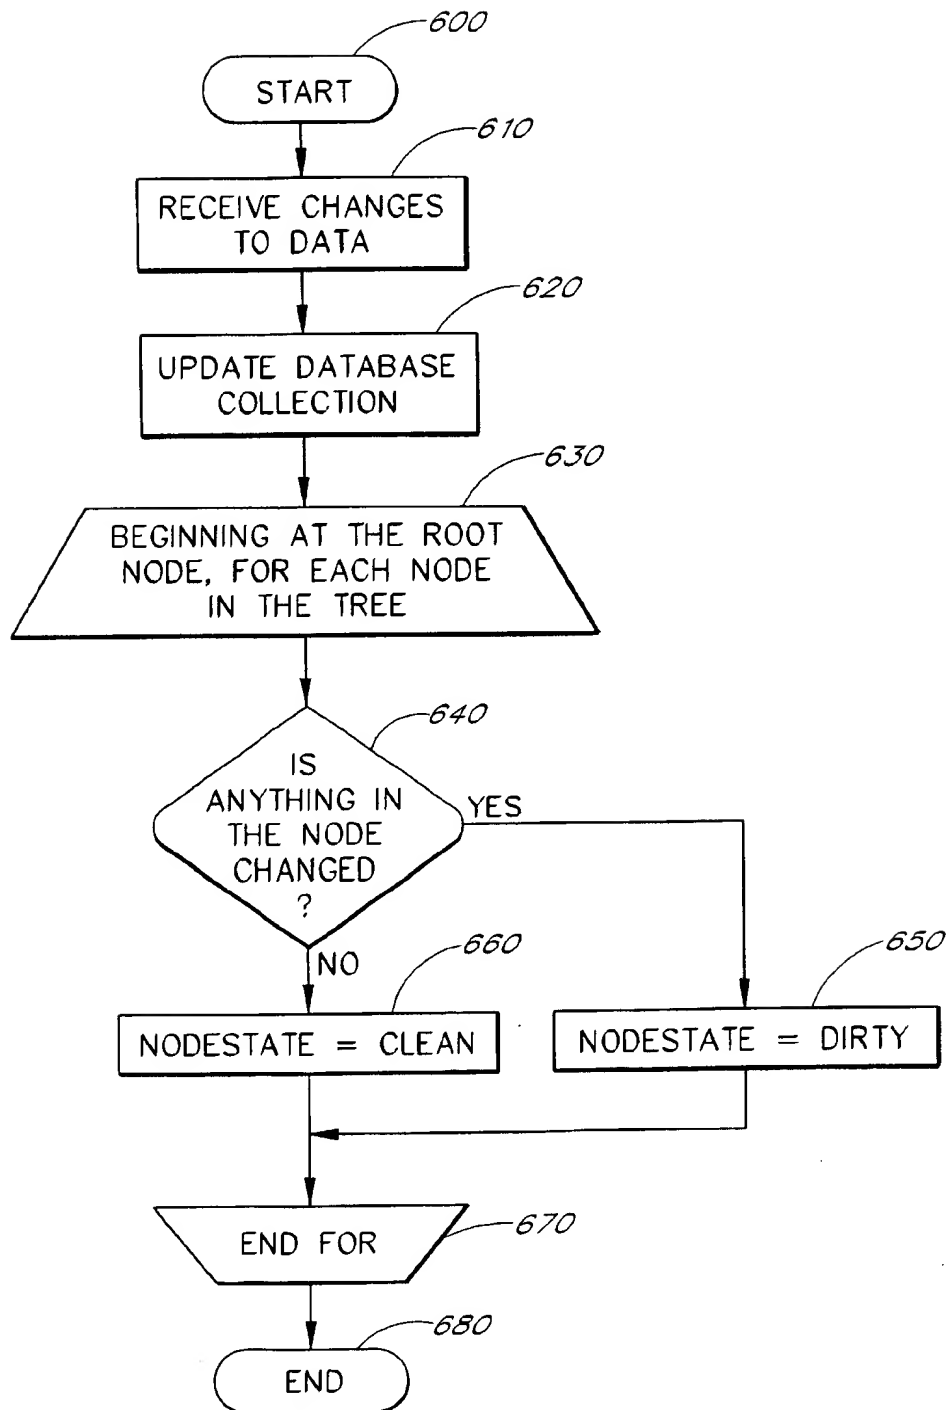 600
START
610
RECEIVE CHANGES
TO DATA
620
UPDATE DATABASE
COLLECTION
630
BEGINNING AT THE ROOT
NODE, FOR EACH NODE
IN THE TREE
640
IS
ANYTHING IN
THE NODE
CHANGED
?
YES
NO
660
NODESTATE = CLEAN
650
NODESTATE = DIRTY
END FOR
670
680
END